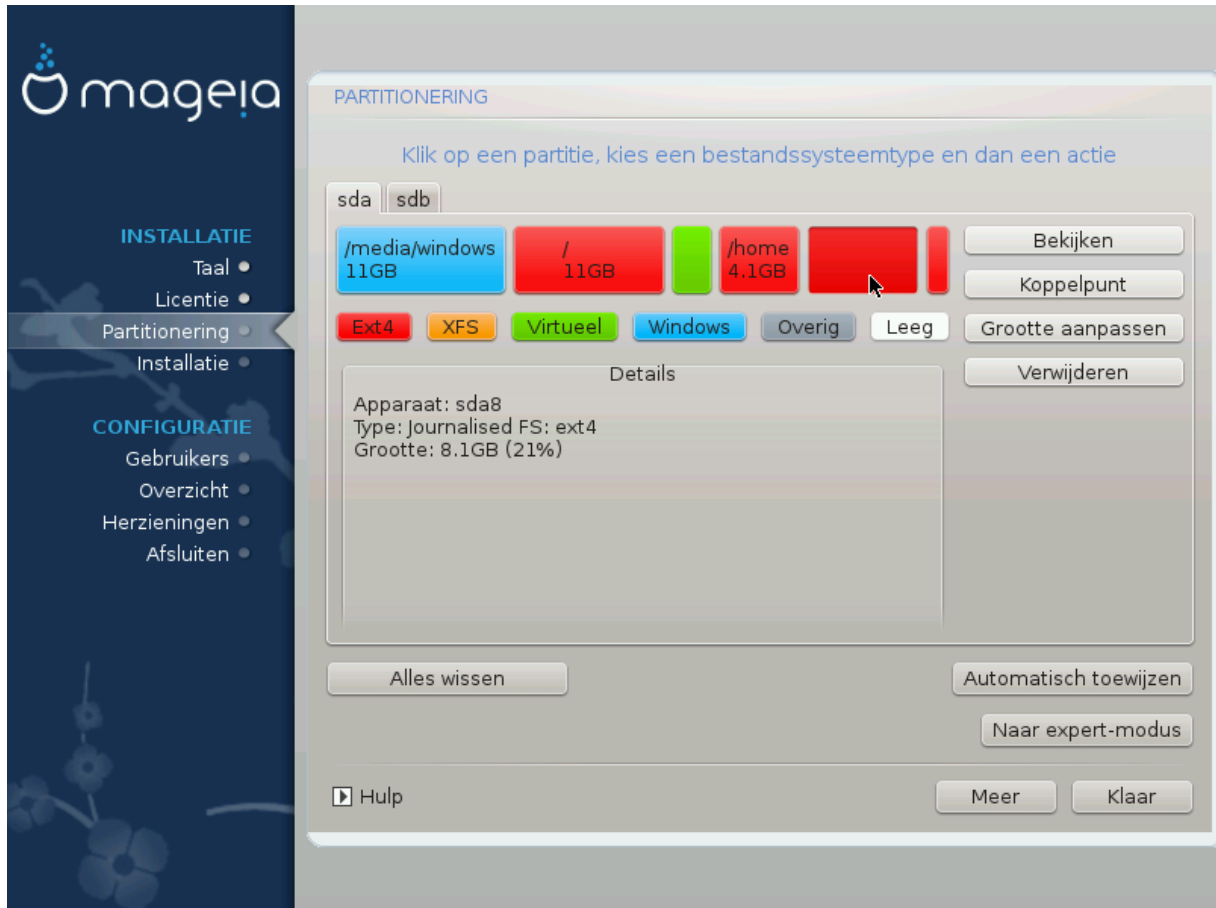 mageia
INSTALLATIE
Taal
Licentie
Partitionering
Installatie
CONFIGURATIE
Gebruikers
Overzicht
Herzieningen
Afsluiten
PARTITIONERING
Klik op een partitie, kies een bestandssysteemtype en dan een actie
sda sdb
/media/windows
11GB
/
11GB
/home
4.1GB
Ext4 XFS Virtueel Windows Overig Leeg
Bekijken
Koppelpunt
Grootte aanpassen
Verwijderen
Details
Apparaat: sda8
Type: Journalised FS: ext4
Grootte: 8.1GB (21%)
Alles wissen
Automatisch toewijzen
Naar expert-modus
Hulp
Meer
Klaar